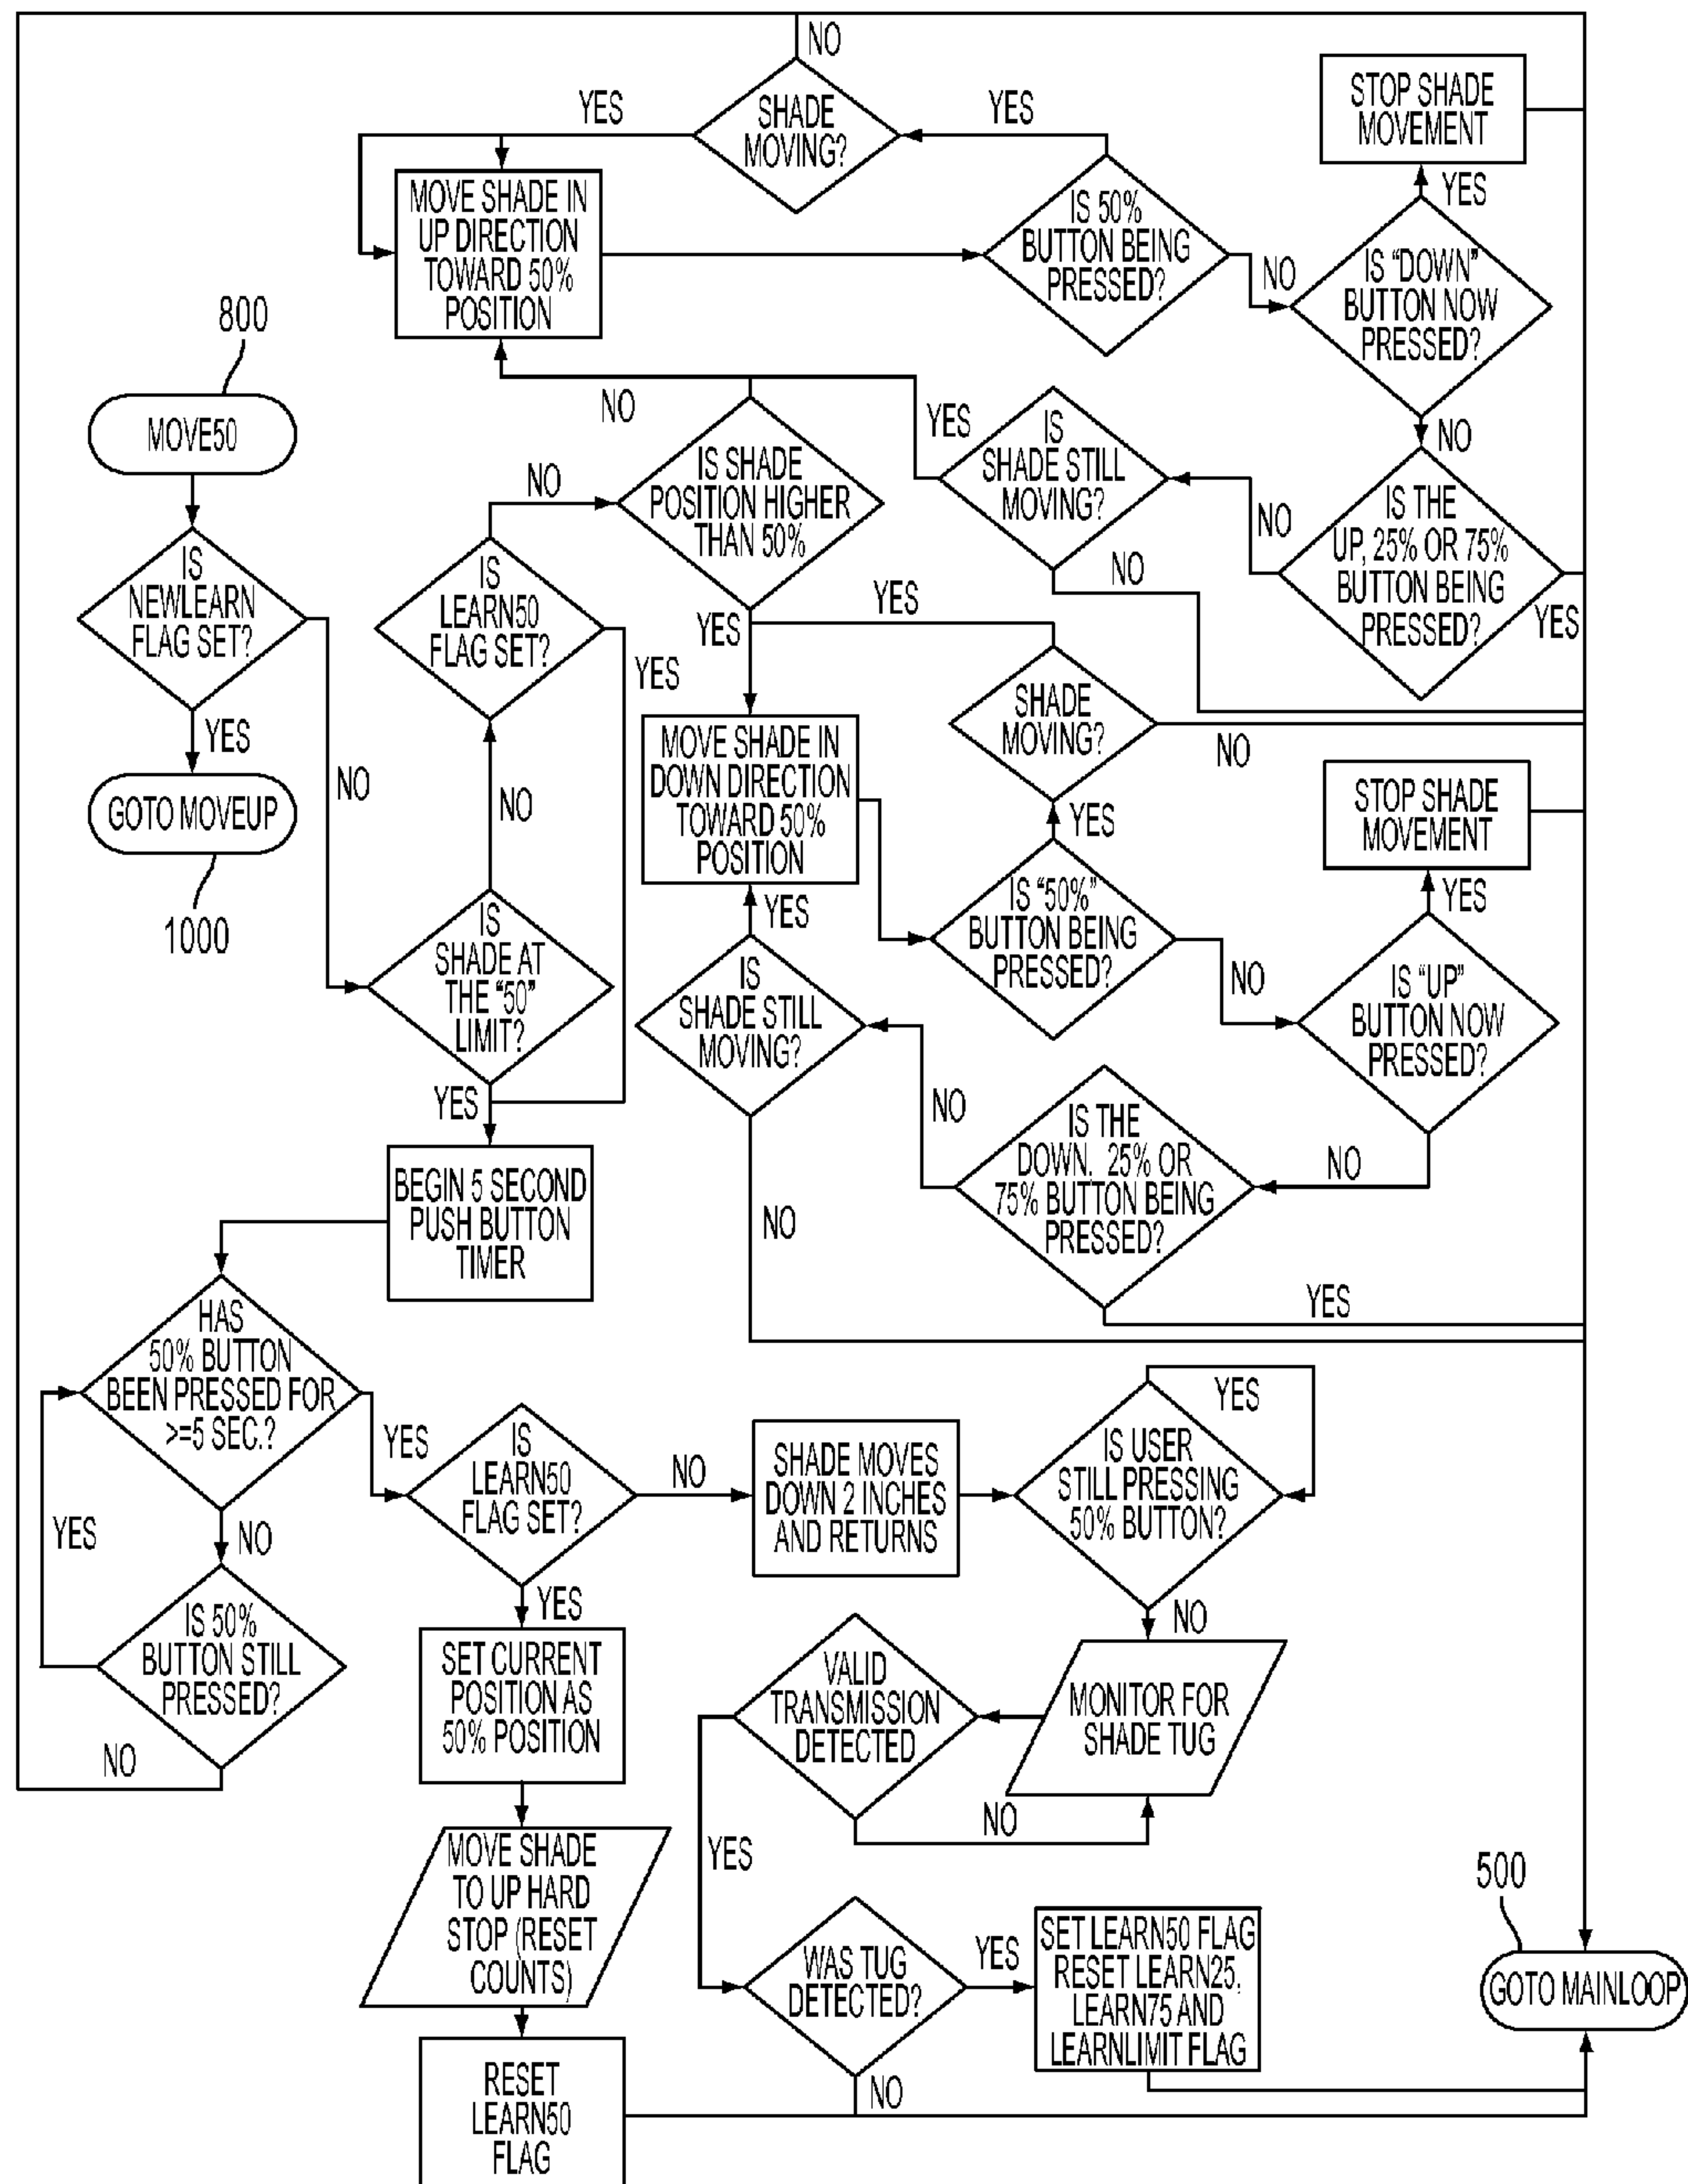 NO
SHADE
MOVING?
YES
YES
STOP SHADE
MOVEMENT
YES
MOVE SHADE IN
UP DIRECTION
TOWARD 50%
POSITION
IS 50%
BUTTON BEING
PRESSED?
NO
IS "DOWN"
BUTTON NOW
PRESSED?
NO
800
MOVE50
IS
NEWLEARN
FLAG SET?
YES
GOTO MOVEUP
1000
NO
NO
IS SHADE
POSITION HIGHER
THAN 50%
YES
NO
IS
LEARN50
FLAG SET?
YES
NO
IS
SHADE AT
THE "50"
LIMIT?
YES
YES
IS
SHADE STILL
MOVING?
NO
NO
IS THE
UP, 25% OR 75%
BUTTON BEING
PRESSED?
YES
YES
SHADE
MOVING?
NO
YES
MOVE SHADE IN
DOWN DIRECTION
TOWARD 50%
POSITION
YES
IS "50%"
BUTTON BEING
PRESSED?
NO
STOP SHADE
MOVEMENT
YES
IS "UP"
BUTTON NOW
PRESSED?
NO
IS
SHADE STILL
MOVING?
NO
NO
IS THE
DOWN. 25% OR
75% BUTTON BEING
PRESSED?
YES
BEGIN 5 SECOND
PUSH BUTTON
TIMER
HAS
50% BUTTON
BEEN PRESSED FOR
>=5 SEC.?
YES
NO
YES
IS 50%
BUTTON STILL
PRESSED?
NO
IS
LEARN50
FLAG SET?
NO
YES
SHADE MOVES
DOWN 2 INCHES
AND RETURNS
IS USER
STILL PRESSING
50% BUTTON?
YES
NO
SET CURRENT
POSITION AS
50% POSITION
VALID
TRANSMISSION
DETECTED
NO
YES
MONITOR FOR
SHADE TUG
MOVE SHADE
TO UP HARD
STOP (RESET
COUNTS)
WAS TUG
DETECTED?
YES
NO
SET LEARN50 FLAG
RESET LEARN25,
LEARN75 AND
LEARNLIMIT FLAG
500
GOTO MAINLOOP
RESET
LEARN50
FLAG